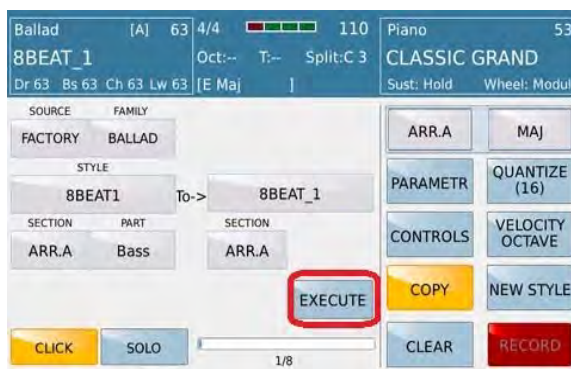 Ballad [A] 63
8BEAT_1
Dr 63 Bs 63 Ch 63 Lw 63
4/4 110
Oct:-- T:-- Split:C 3
[E Maj ]
Piano 53
CLASSIC GRAND
Sust: Hold Wheel: Modul
SOURCE FAMILY
FACTORY BALLAD
STYLE
8BEAT1 To-> 8BEAT_1
SECTION PART SECTION
ARR.A Bass ARR.A
EXECUTE
CLICK SOLO
1/8
ARR.A MAJ
PARAMETR QUANTIZE
(16)
CONTROLS VELOCITY
OCTAVE
COPY NEW STYLE
CLEAR RECORD